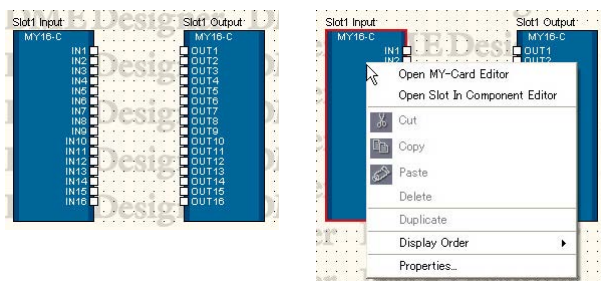 Slot1 Input
Slot1 Output
MY16-C
MY16-C
IN1
IN2
IN3
IN4
IN5
IN6
IN7
IN8
IN9
IN10
IN11
IN12
IN13
IN14
IN15
IN16
OUT1
OUT2
OUT3
OUT4
OUT5
OUT6
OUT7
OUT8
OUT9
OUT10
OUT11
OUT12
OUT13
OUT14
OUT15
OUT16
DME Designer
Slot1 Input
Slot1 Output
MY16-C
MY16-C
IN1
IN2
OUT1
OUT2
Open MY-Card Editor
Open Slot In Component Editor
Cut
Copy
Paste
Delete
Duplicate
Display Order
Properties...